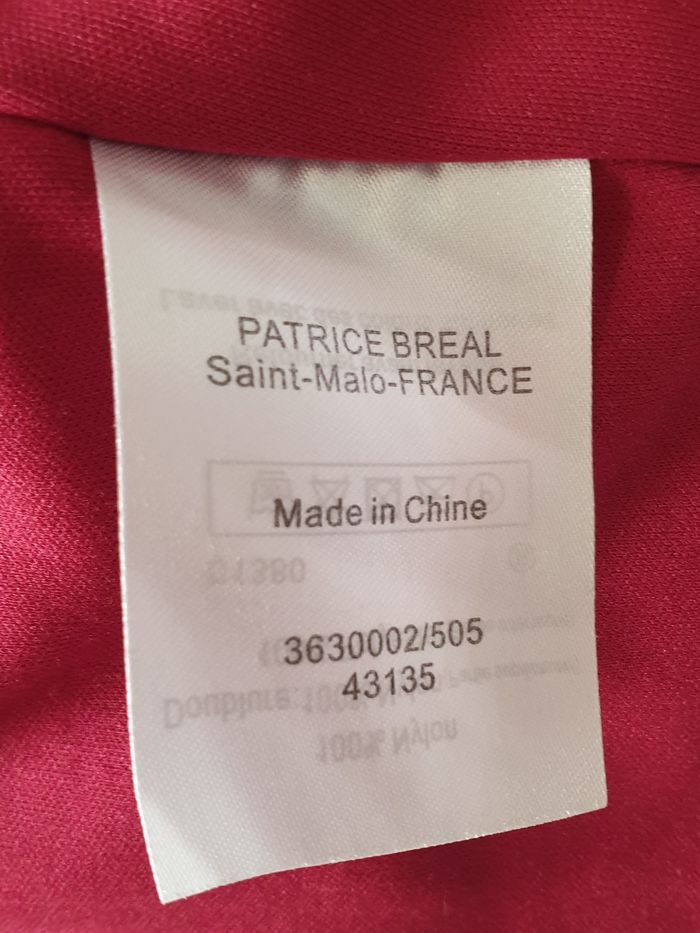 PATRICE BREAL
Saint-Malo-FRANCE
Made in Chine
3630002/505
43135